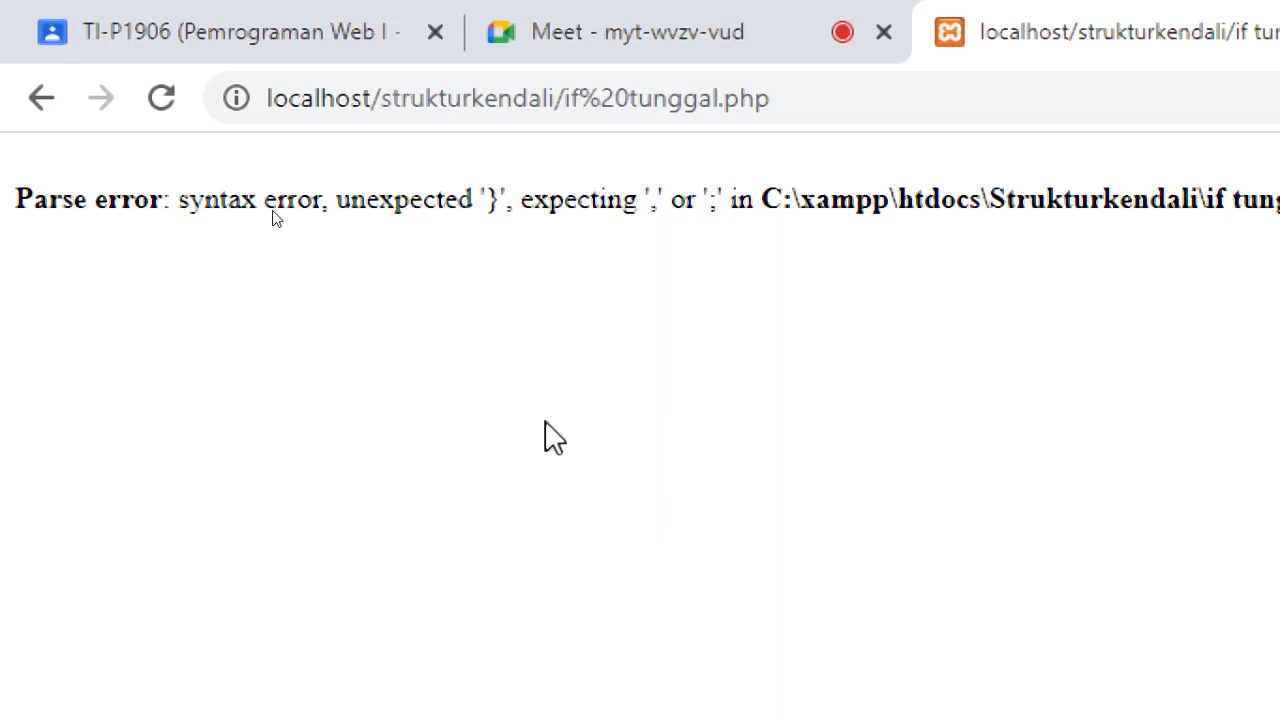 TI-P1906 (Pemrograman Web I - Meet - myt-wvzv-vud localhost/strukturkendali/if tun
localhost/strukturkendali/if%20tunggal.php
Parse error: syntax error, unexpected '}', expecting ',' or ';' in C:\xampp\htdocs\Strukturkendali\if tung